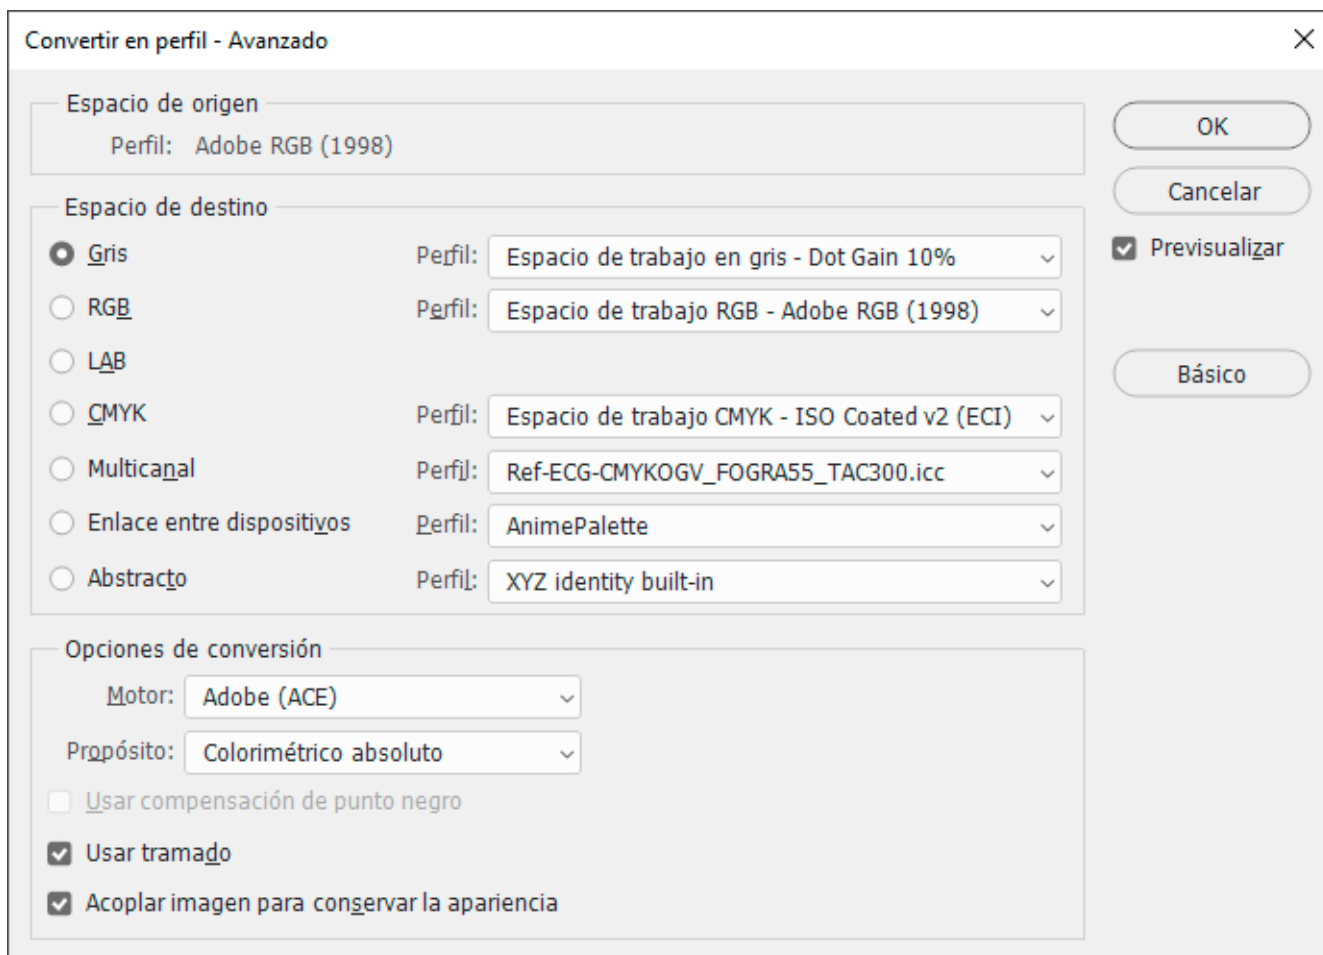 Convertir en perfil - Avanzado
Espacio de origen
Perfil: Adobe RGB (1998)
OK
Cancelar
Previsualizar
Básico
Espacio de destino
Gris Perfil: Espacio de trabajo en gris - Dot Gain 10%
RGB Perfil: Espacio de trabajo RGB - Adobe RGB (1998)
LAB
CMYK Perfil: Espacio de trabajo CMYK - ISO Coated v2 (ECI)
Multicanal Perfil: Ref-ECG-CMYKOGV_FOGRA55_TAC300.icc
Enlace entre dispositivos Perfil: AnimePalette
Abstracto Perfil: XYZ identity built-in
Opciones de conversión
Motor: Adobe (ACE)
Propósito: Colorimétrico absoluto
Usar compensación de punto negro
Usar tramado
Acoplar imagen para conservar la apariencia